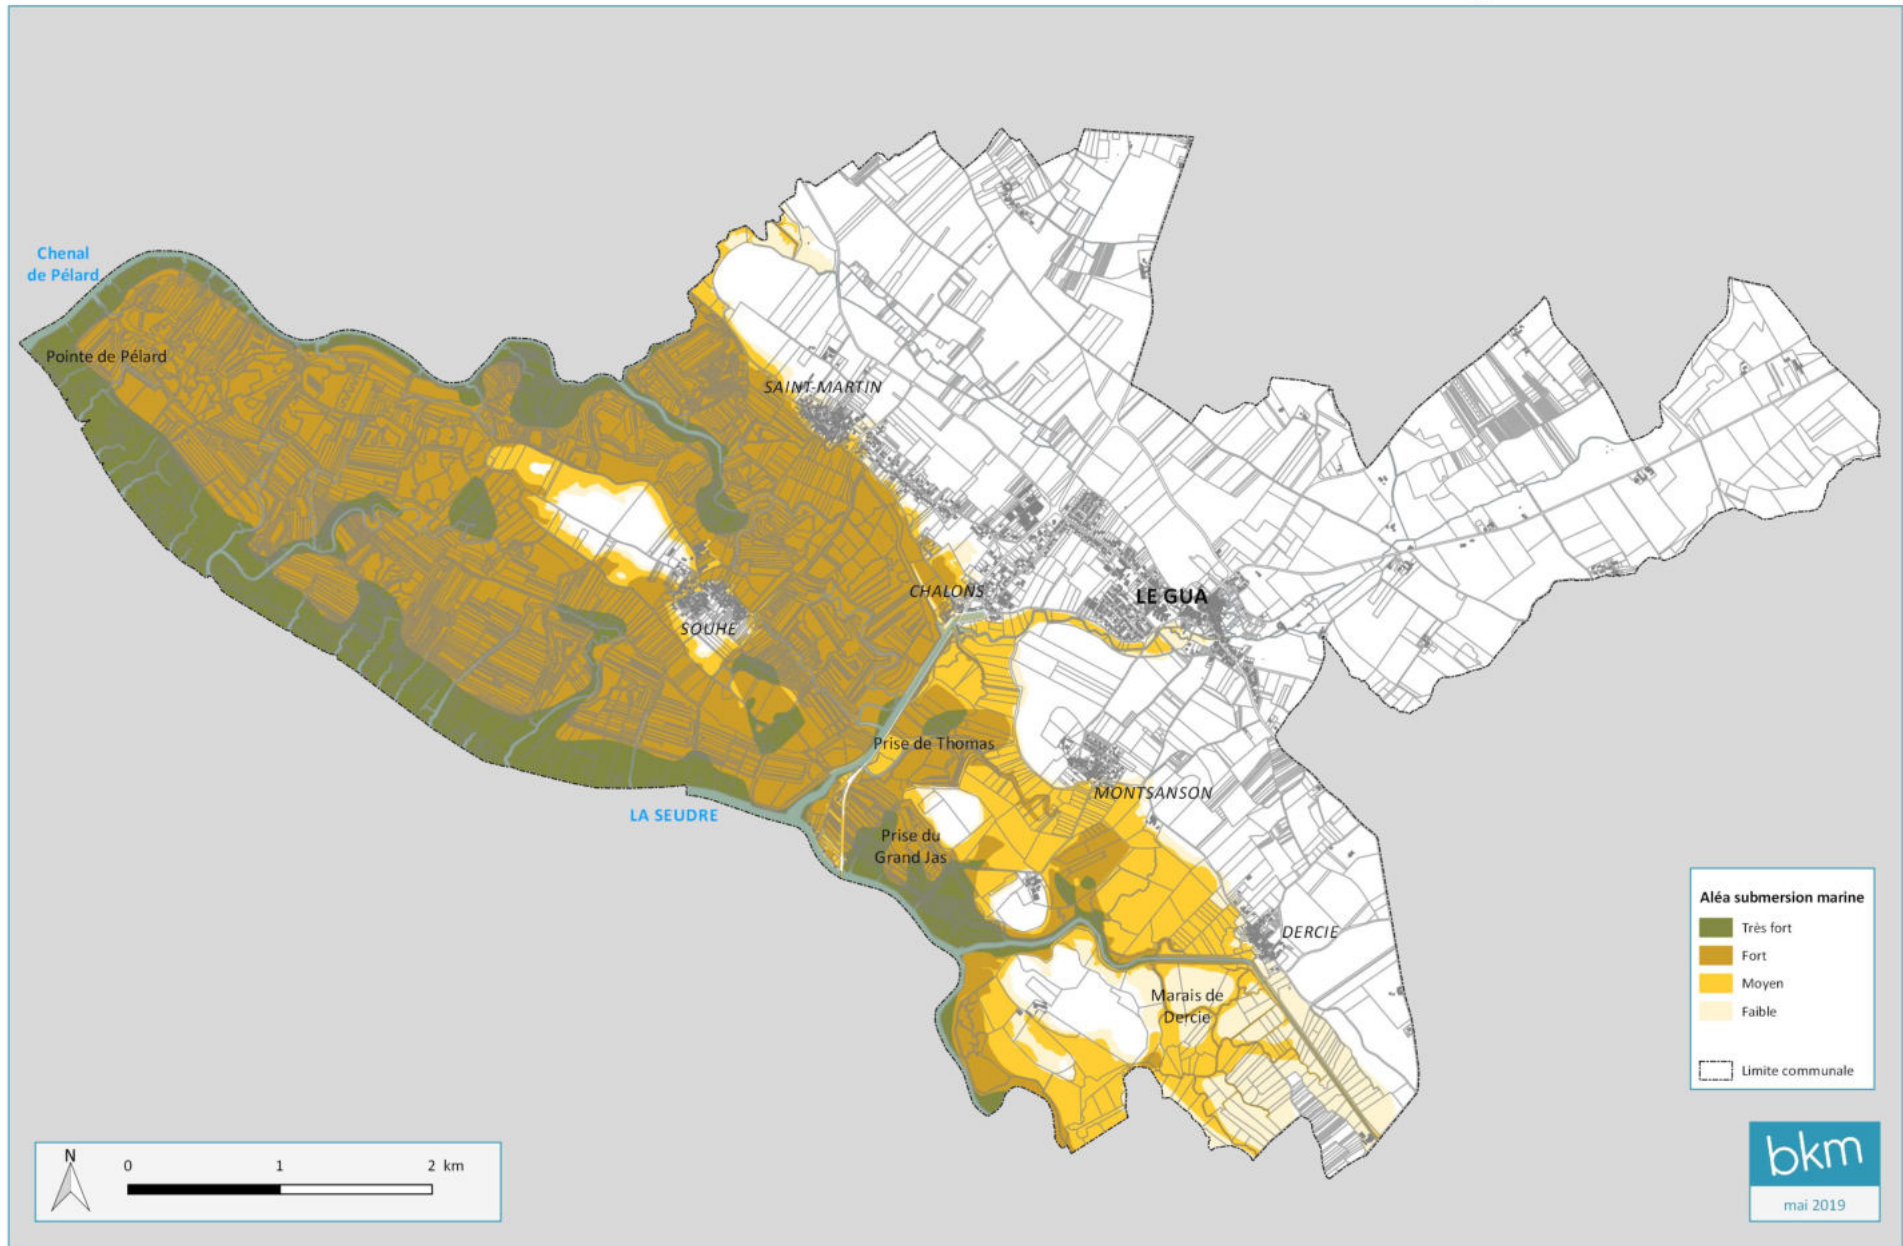 Chenal
de Pélard
Pointe de Pélard
SAINT-MARTIN
CHALONS
LE GUA
SOUHE
Prise de Thomas
MONTSANSON
LA SEUDRE
Prise du
Grand Jas
DERCIE
Marais de
Dercie
Aléa submersion marine
Très fort
Fort
Moyen
Faible
Limite communale
N
0 1 2 km
bkm
mai 2019